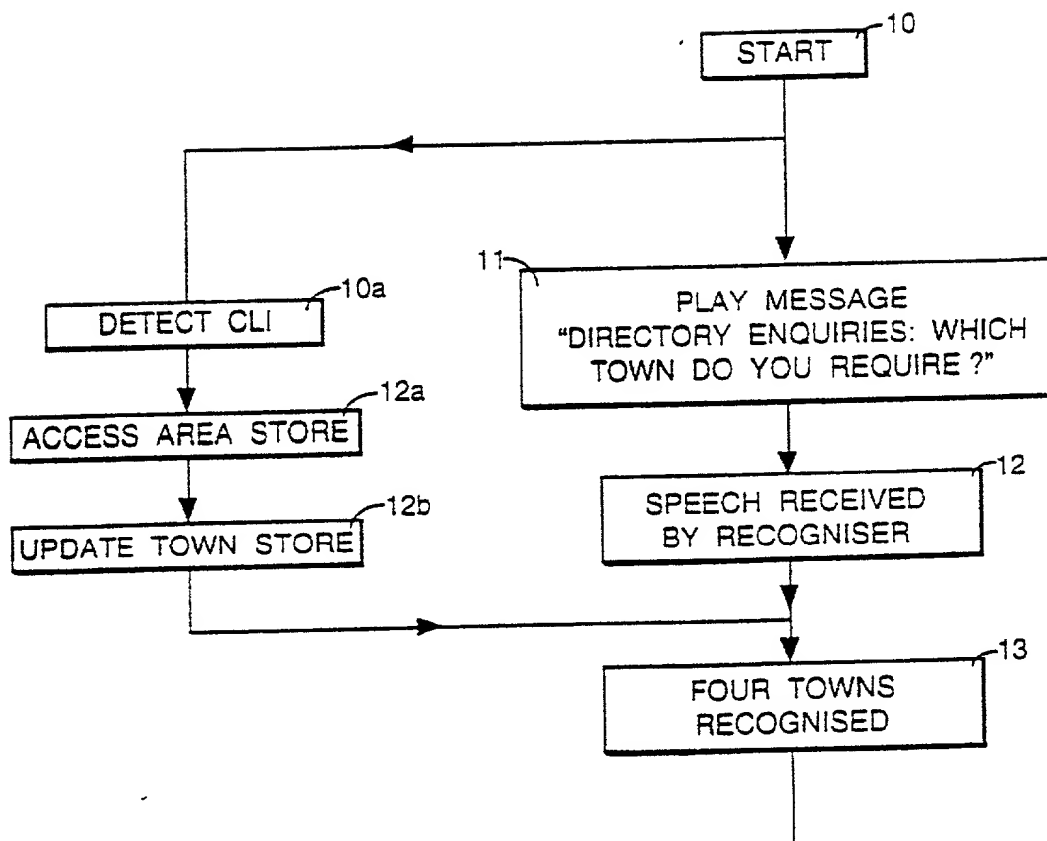 10
START
11
PLAY MESSAGE
"DIRECTORY ENQUIRIES: WHICH
TOWN DO YOU REQUIRE?"
10a
DETECT CLI
12a
ACCESS AREA STORE
12b
UPDATE TOWN STORE
12
SPEECH RECEIVED
BY RECOGNISER
13
FOUR TOWNS
RECOGNISED